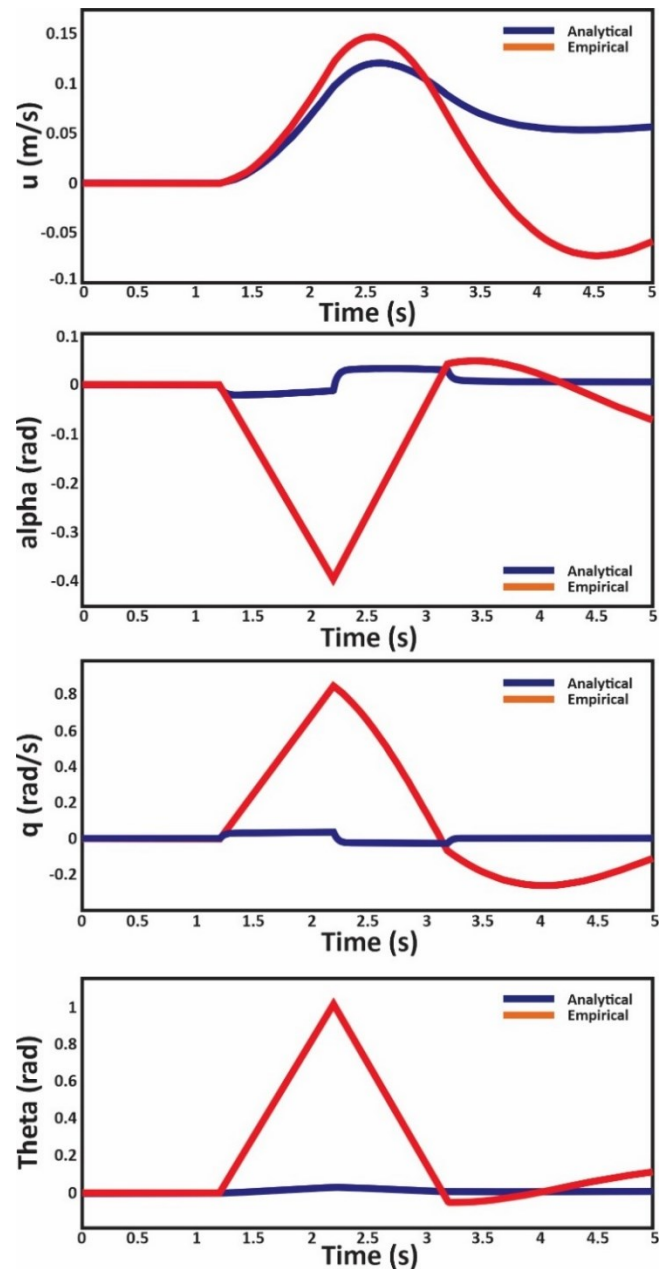 0.15
0.1
0.05
0
-0.05
-0.1
u (m/s)
Analytical
Empirical
0 0.5 1 1.5 2 2.5 3 3.5 4 4.5 5
Time (s)
0.1
0
-0.1
-0.2
-0.3
-0.4
alpha (rad)
Analytical
Empirical
0 0.5 1 1.5 2 2.5 3 3.5 4 4.5 5
Time (s)
0.8
0.6
0.4
0.2
0
-0.2
q (rad/s)
Analytical
Empirical
0 0.5 1 1.5 2 2.5 3 3.5 4 4.5 5
Time (s)
1
0.8
0.6
0.4
0.2
0
Theta (rad)
Analytical
Empirical
0 0.5 1 1.5 2 2.5 3 3.5 4 4.5 5
Time (s)